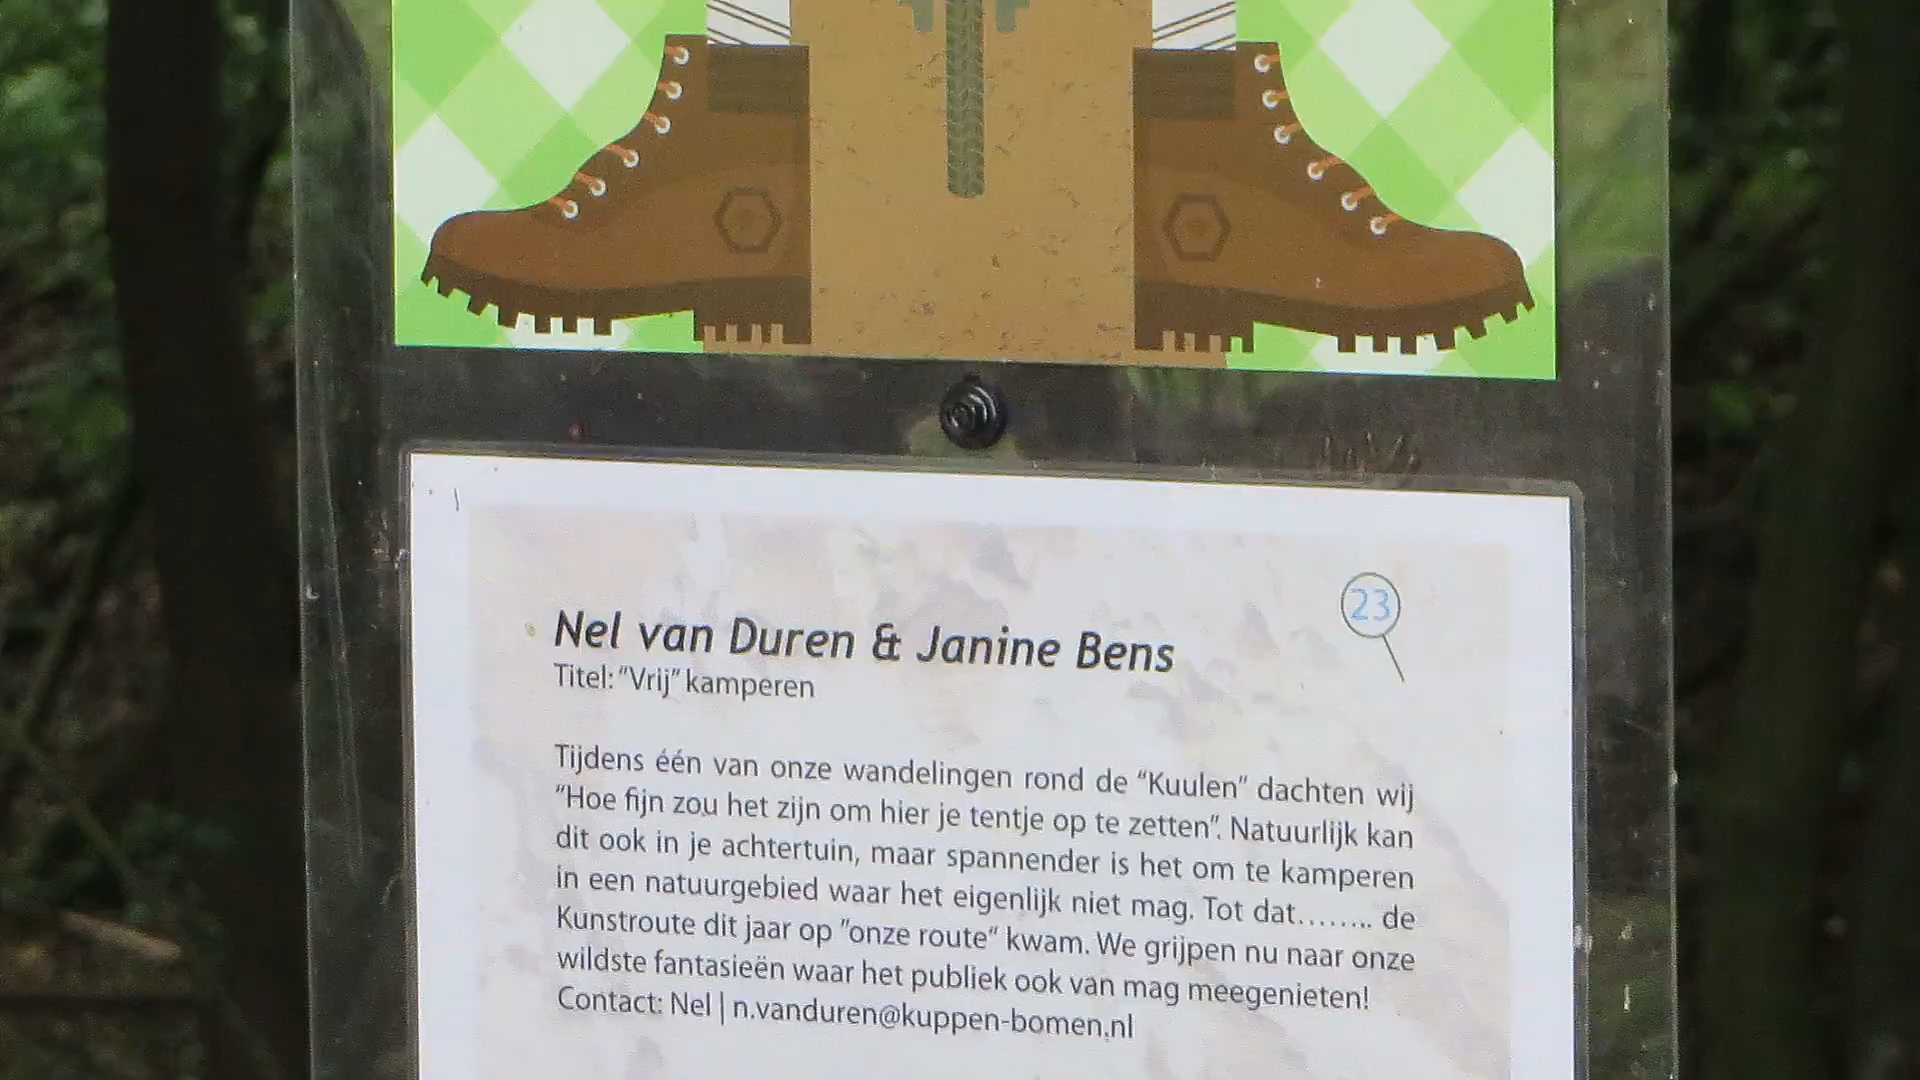 23
Nel van Duren & Janine Bens
Titel: "Vrij" kamperen
Tijdens één van onze wandelingen rond de "Kuulen" dachten wij
"Hoe fijn zou het zijn om hier je tentje op te zetten". Natuurlijk kan
dit ook in je achtertuin, maar spannender is het om te kamperen
in een natuurgebied waar het eigenlijk niet mag. Tot dat........ de
Kunstroute dit jaar op "onze route" kwam. We grijpen nu naar onze
wildste fantasieën waar het publiek ook van mag meegenieten!
Contact: Nel | n.vanduren@kuppen-bomen.nl